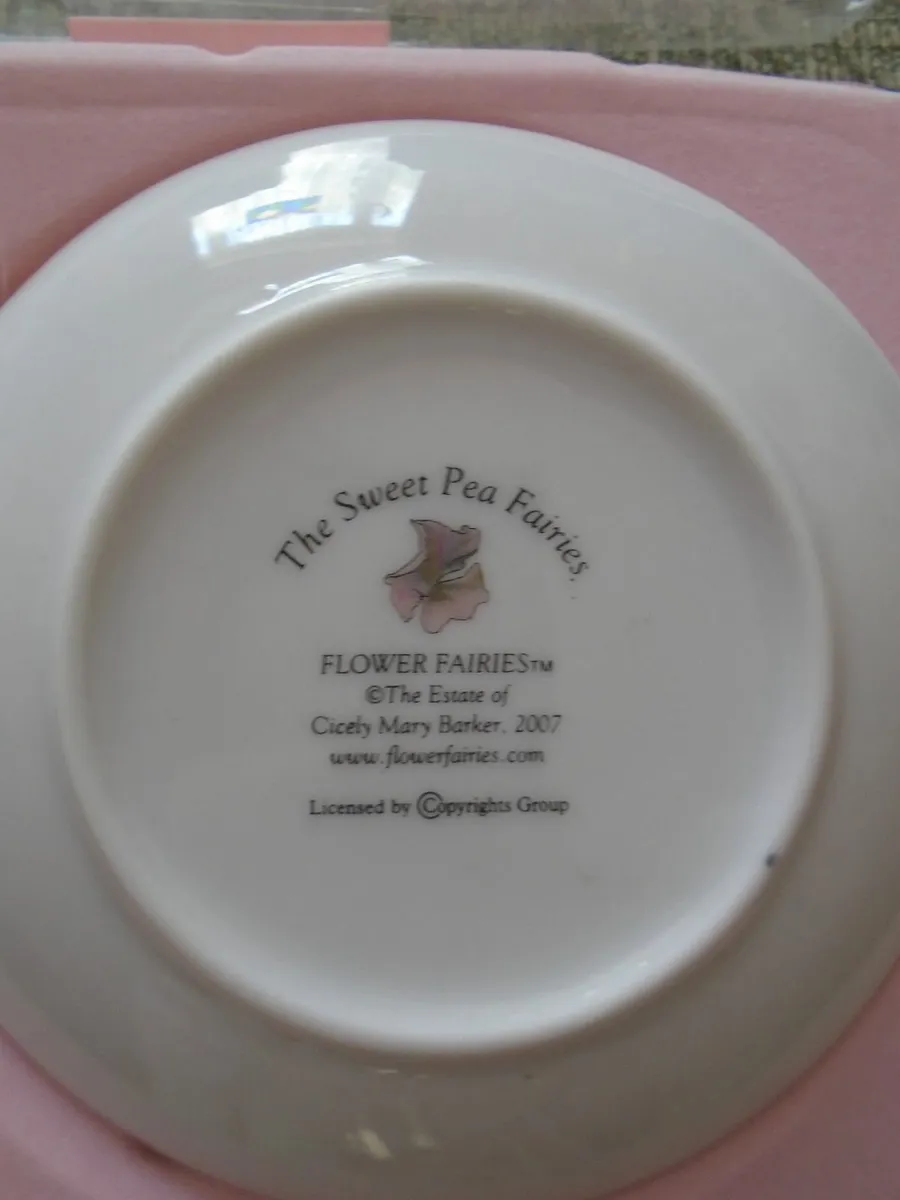 The Sweet Pea Fairies.
FLOWER FAIRIES™
©The Estate of
Cicely Mary Barker, 2007
www.flowerfairies.com
Licensed by ©opyrights Group